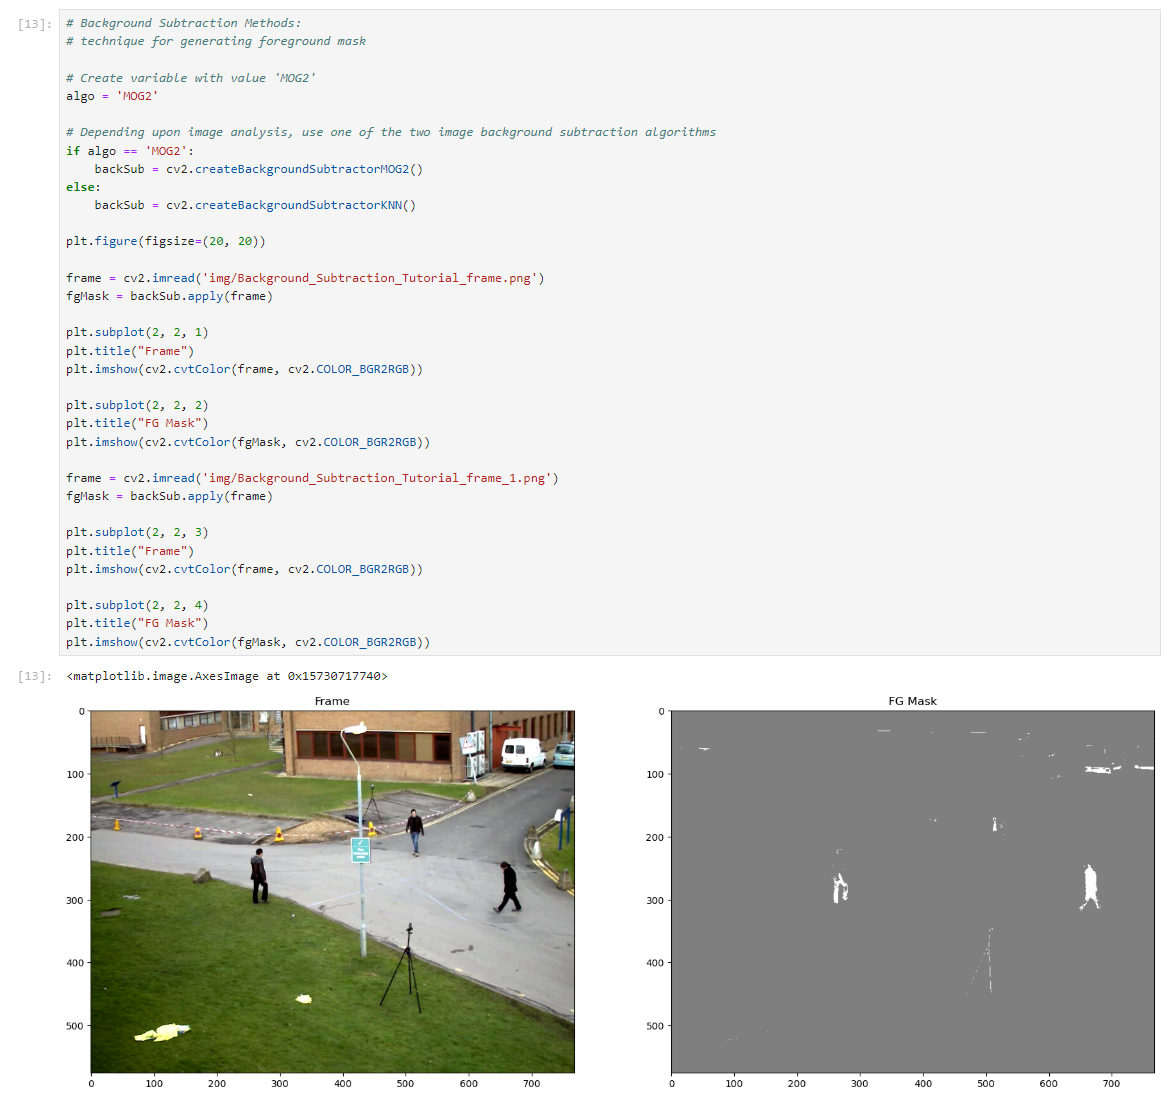 [13]:
# Background Subtraction Methods:
# technique for generating foreground mask
# Create variable with value 'MOG2'
algo = 'MOG2'
# Depending upon image analysis, use one of the two image background subtraction algorithms
if algo == 'MOG2':
    backSub = cv2.createBackgroundSubtractorMOG2()
else:
    backSub = cv2.createBackgroundSubtractorKNN()
plt.figure(figsize=(20, 20))
frame = cv2.imread('img/Background_Subtraction_Tutorial_frame.png')
fgMask = backSub.apply(frame)
plt.subplot(2, 2, 1)
plt.title("Frame")
plt.imshow(cv2.cvtColor(frame, cv2.COLOR_BGR2RGB))
plt.subplot(2, 2, 2)
plt.title("FG Mask")
plt.imshow(cv2.cvtColor(fgMask, cv2.COLOR_BGR2RGB))
frame = cv2.imread('img/Background_Subtraction_Tutorial_frame_1.png')
fgMask = backSub.apply(frame)
plt.subplot(2, 2, 3)
plt.title("Frame")
plt.imshow(cv2.cvtColor(frame, cv2.COLOR_BGR2RGB))
plt.subplot(2, 2, 4)
plt.title("FG Mask")
plt.imshow(cv2.cvtColor(fgMask, cv2.COLOR_BGR2RGB))
[13]: <matplotlib.image.AxesImage at 0x15730717740>
Frame
0
100
200
300
400
500
0 100 200 300 400 500 600 700
FG Mask
0
100
200
300
400
500
0 100 200 300 400 500 600 700